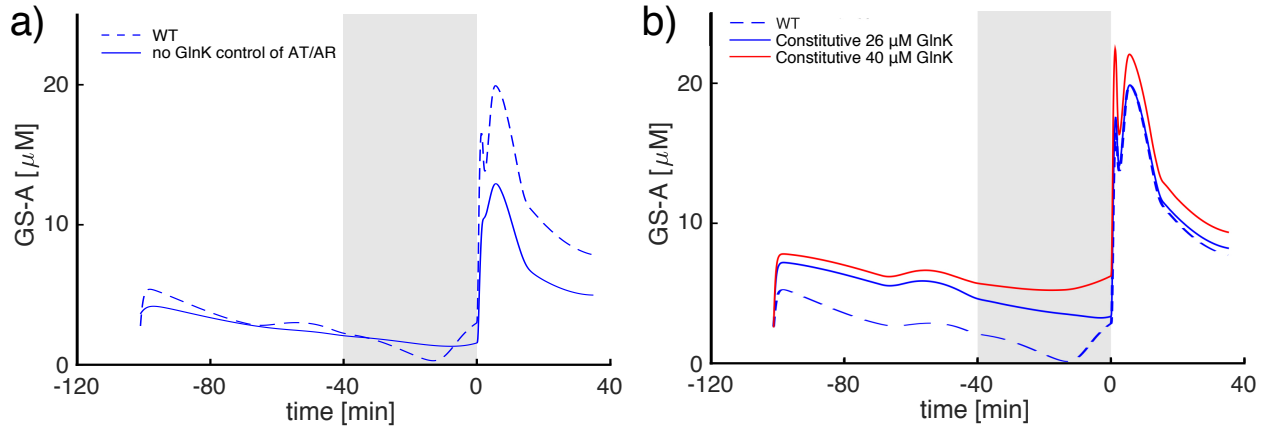 a)
WT
no GlnK control of AT/AR
GS-A [μM]
20
10
0
-120
-80
-40
0
40
time [min]
b)
WT
Constitutive 26 μM GlnK
Constitutive 40 μM GlnK
GS-A [μM]
20
10
0
-120
-80
-40
0
40
time [min]